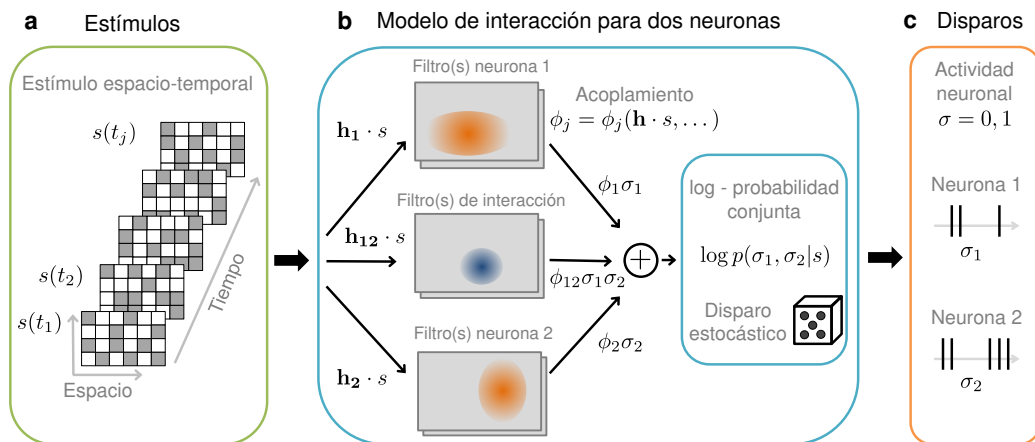 a Estímulos
Estímulo espacio-temporal
s(t_j)
s(t_2)
s(t_1)
Tiempo
Espacio
b Modelo de interacción para dos neuronas
Filtro(s) neurona 1
Acoplamiento
ϕ_j = ϕ_j(h · s, . . . )
h_1 · s
ϕ_1σ_1
Filtro(s) de interacción
h_12 · s
ϕ_12σ_1σ_2
Filtro(s) neurona 2
h_2 · s
ϕ_2σ_2
+
log - probabilidad
conjunta
log p(σ_1, σ_2|s)
Disparo
estocástico
c Disparos
Actividad
neuronal
σ = 0, 1
Neurona 1
σ_1
Neurona 2
σ_2